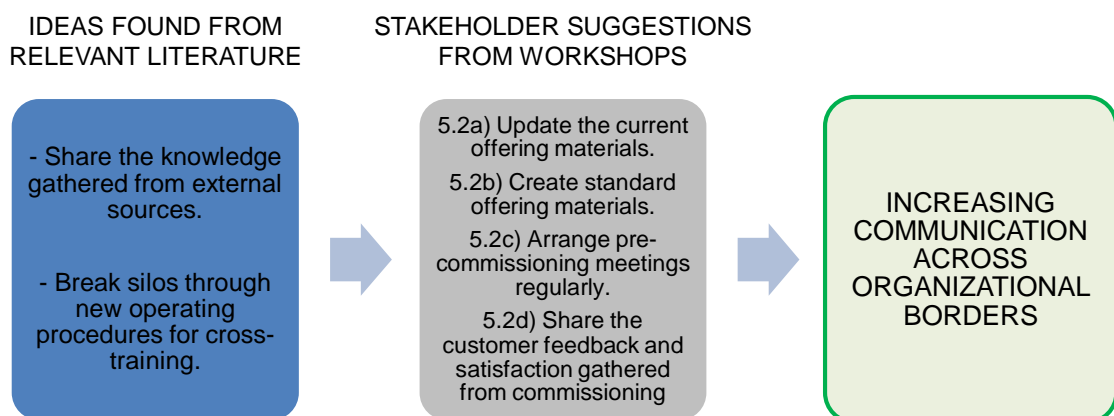 IDEAS FOUND FROM
RELEVANT LITERATURE
- Share the knowledge
gathered from external
sources.
- Break silos through
new operating
procedures for cross-
training.
STAKEHOLDER SUGGESTIONS
FROM WORKSHOPS
5.2a) Update the current
offering materials.
5.2b) Create standard
offering materials.
5.2c) Arrange pre-
commissioning meetings
regularly.
5.2d) Share the
customer feedback and
satisfaction gathered
from commissioning
INCREASING
COMMUNICATION
ACROSS
ORGANIZATIONAL
BORDERS